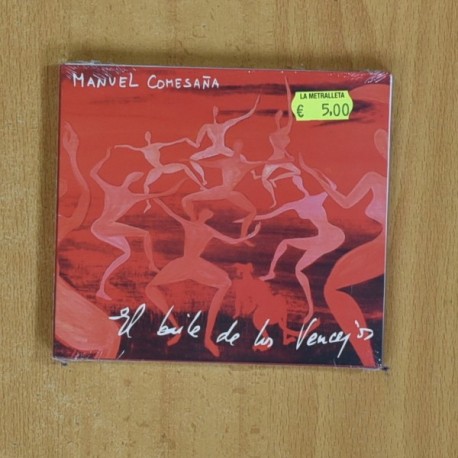 MANUEL COMESAÑA
LA METRALLETA
€ 5,00
El baile de los Vencejos